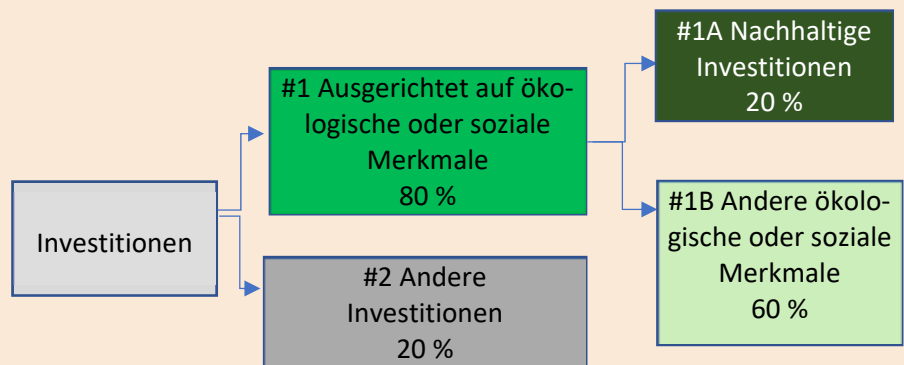 Investitionen
#1 Ausgerichtet auf öko-
logische oder soziale
Merkmale
80 %
#2 Andere
Investitionen
20 %
#1A Nachhaltige
Investitionen
20 %
#1B Andere ökolo-
gische oder soziale
Merkmale
60 %